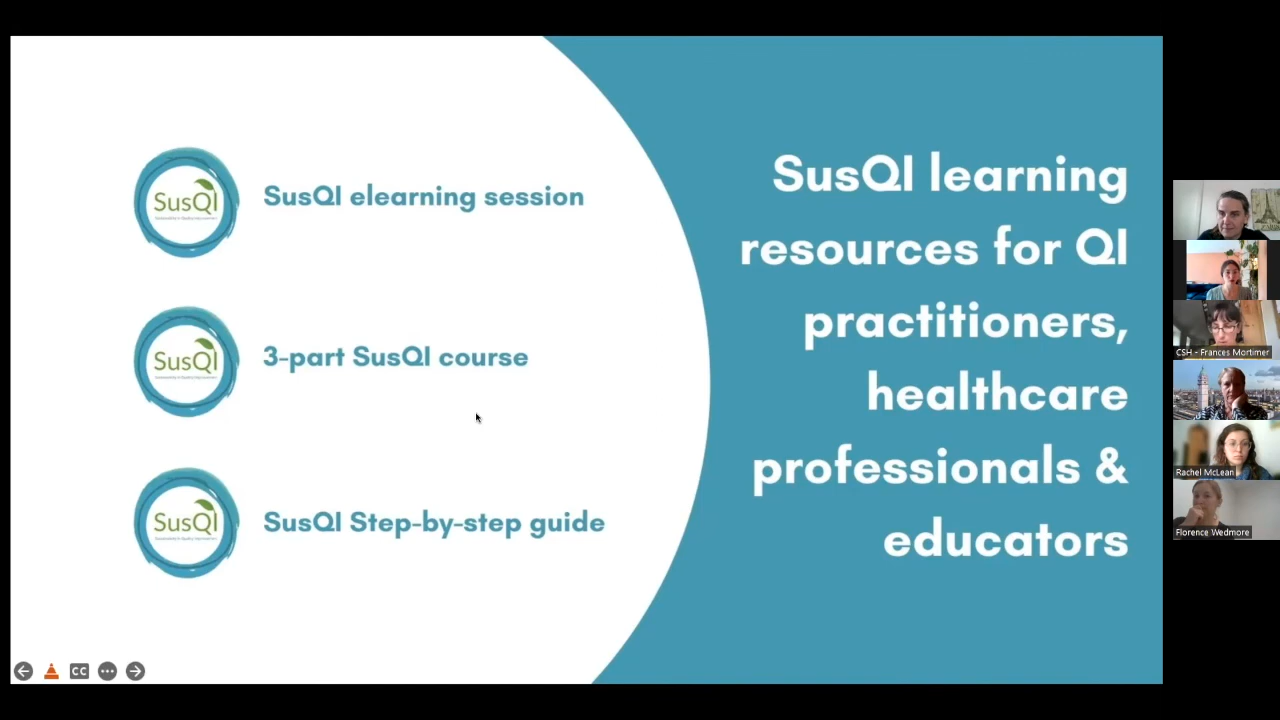 SusQI
SusQI elearning session
SusQI
3-part SusQI course
SusQI
SusQI Step-by-step guide
SusQI learning
resources for QI
practitioners,
healthcare
professionals &
educators
CC
CSH - Frances Mortimer
Rachel McLean
Florence Wedmore